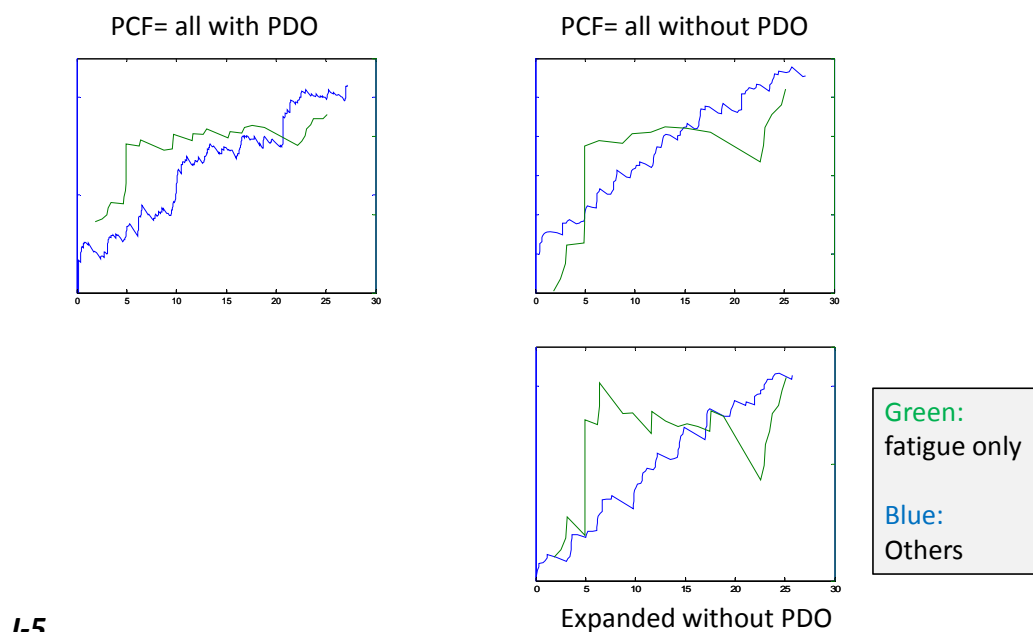 PCF= all with PDO
PCF= all without PDO
0 5 10 15 20 25 30
0 5 10 15 20 25 30
0 5 10 15 20 25 30
Green:
fatigue only
Blue:
Others
Expanded without PDO
I-5